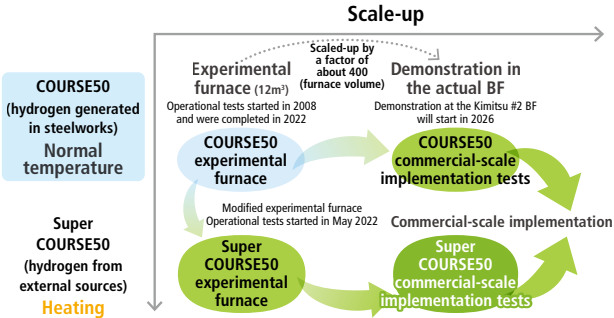 Scale-up
Scaled-up by
a factor of
about 400
(furnace volume)
Experimental
furnace (12m³)
Operational tests started in 2008
and were completed in 2022
Demonstration in
the actual BF
Demonstration at the Kimitsu #2 BF
will start in 2026
COURSE50
(hydrogen generated
in steelworks)
Normal
temperature
COURSE50
experimental
furnace
COURSE50
commercial-scale
implementation tests
Modified experimental furnace
Operational tests started in May 2022
Commercial-scale implementation
Super
COURSE50
(hydrogen from
external sources)
Heating
Super
COURSE50
experimental
furnace
Super
COURSE50
commercial-scale
implementation tests